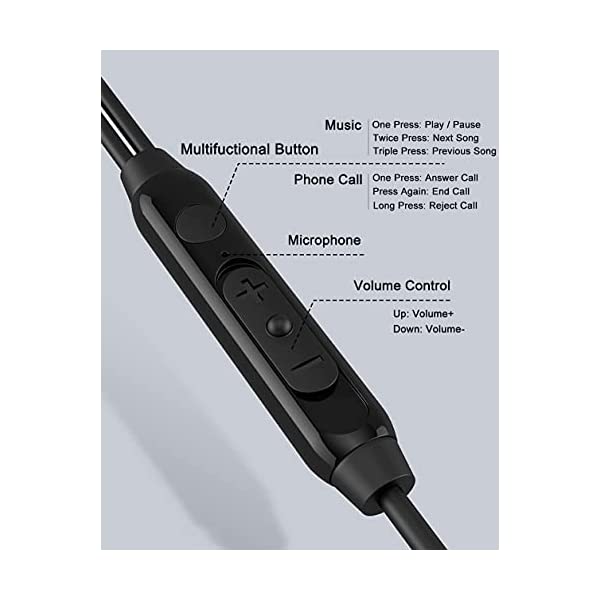 Music
One Press: Play / Pause
Twice Press: Next Song
Triple Press: Previous Song
Multifuctional Button
Phone Call
One Press: Answer Call
Press Again: End Call
Long Press: Reject Call
Microphone
Volume Control
Up: Volume+
Down: Volume-